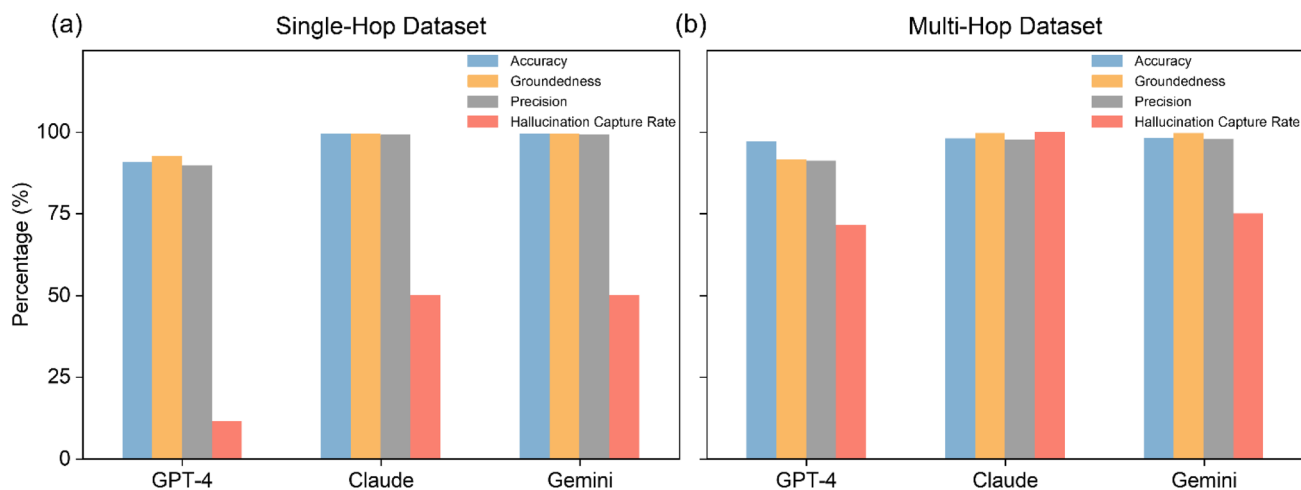 (a) Single-Hop Dataset
Accuracy
Groundedness
Precision
Hallucination Capture Rate
Percentage (%)
100
75
50
25
0
GPT-4 Claude Gemini
(b) Multi-Hop Dataset
Accuracy
Groundedness
Precision
Hallucination Capture Rate
GPT-4 Claude Gemini